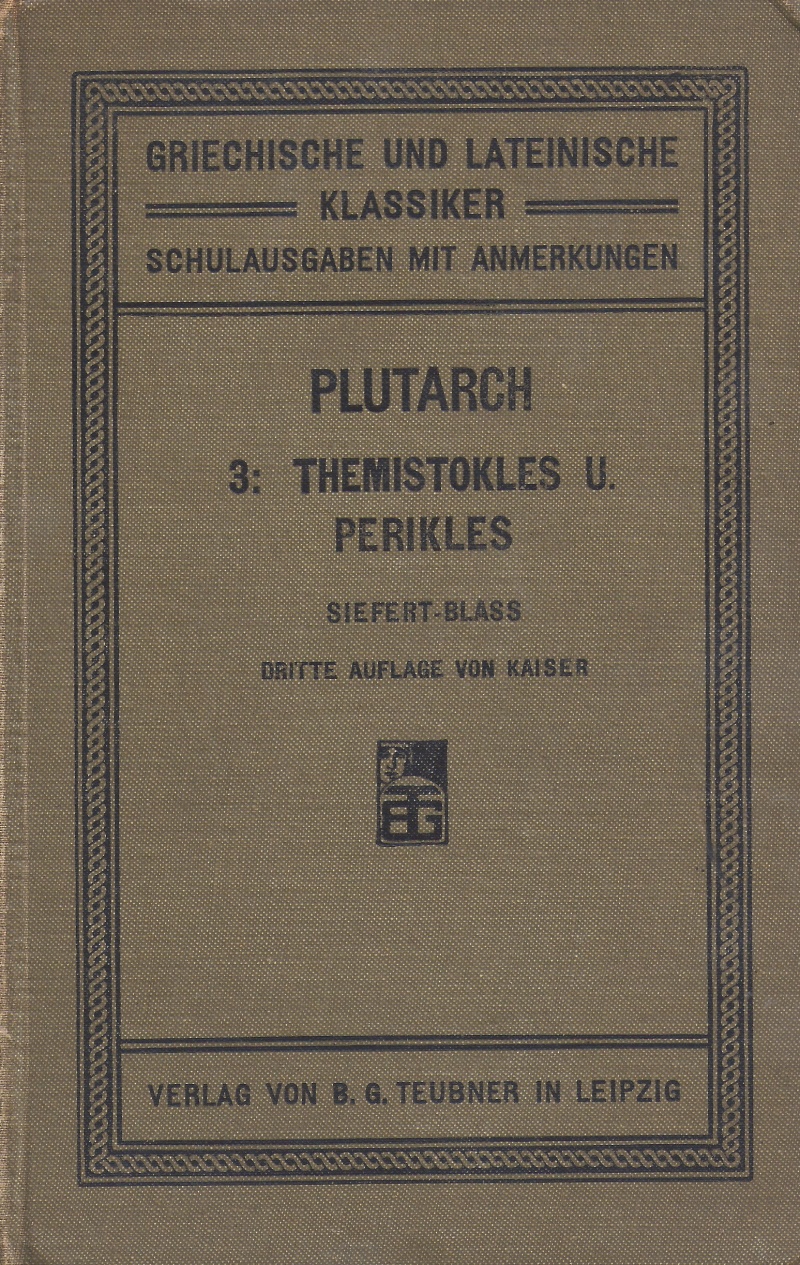 GRIECHISCHE UND LATEINISCHE
KLASSIKER
SCHULAUSGABEN MIT ANMERKUNGEN
PLUTARCH
3: THEMISTOKLES U.
PERIKLES
SIEFERT-BLASS
DRITTE AUFLAGE VON KAISER
BTG
VERLAG VON B. G. TEUBNER IN LEIPZIG